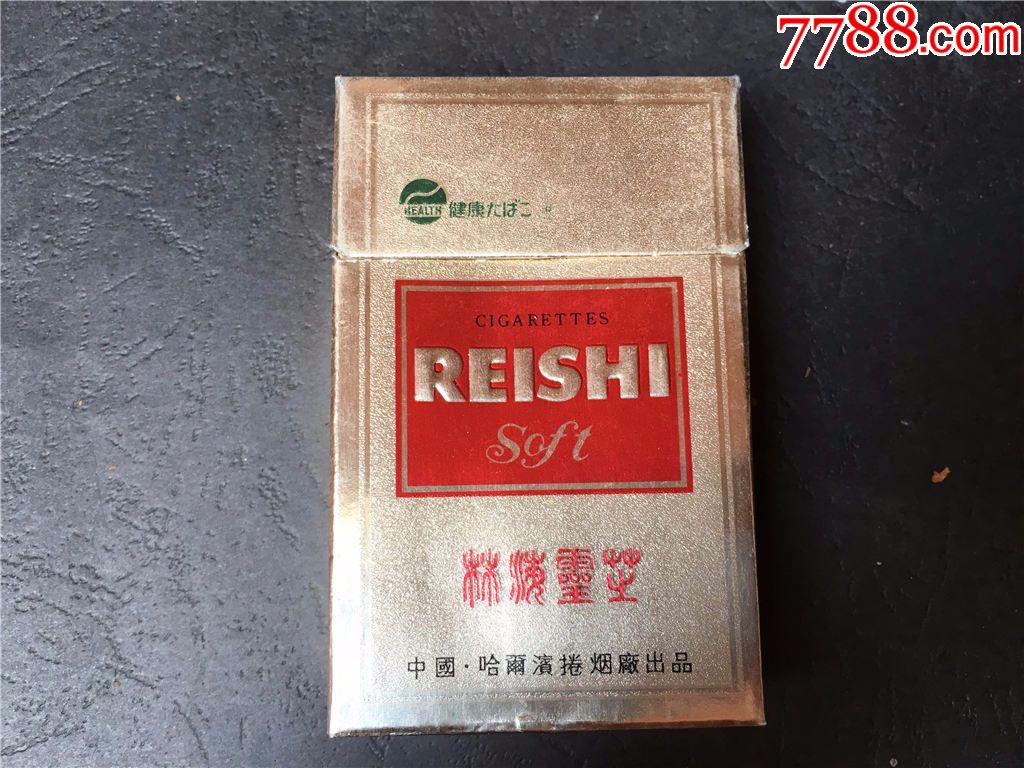 7788.com
HEALTH 健康たばこ
CIGARETTES
REISHI
Soft
林海靈芝
中國·哈爾濱捲烟廠出品